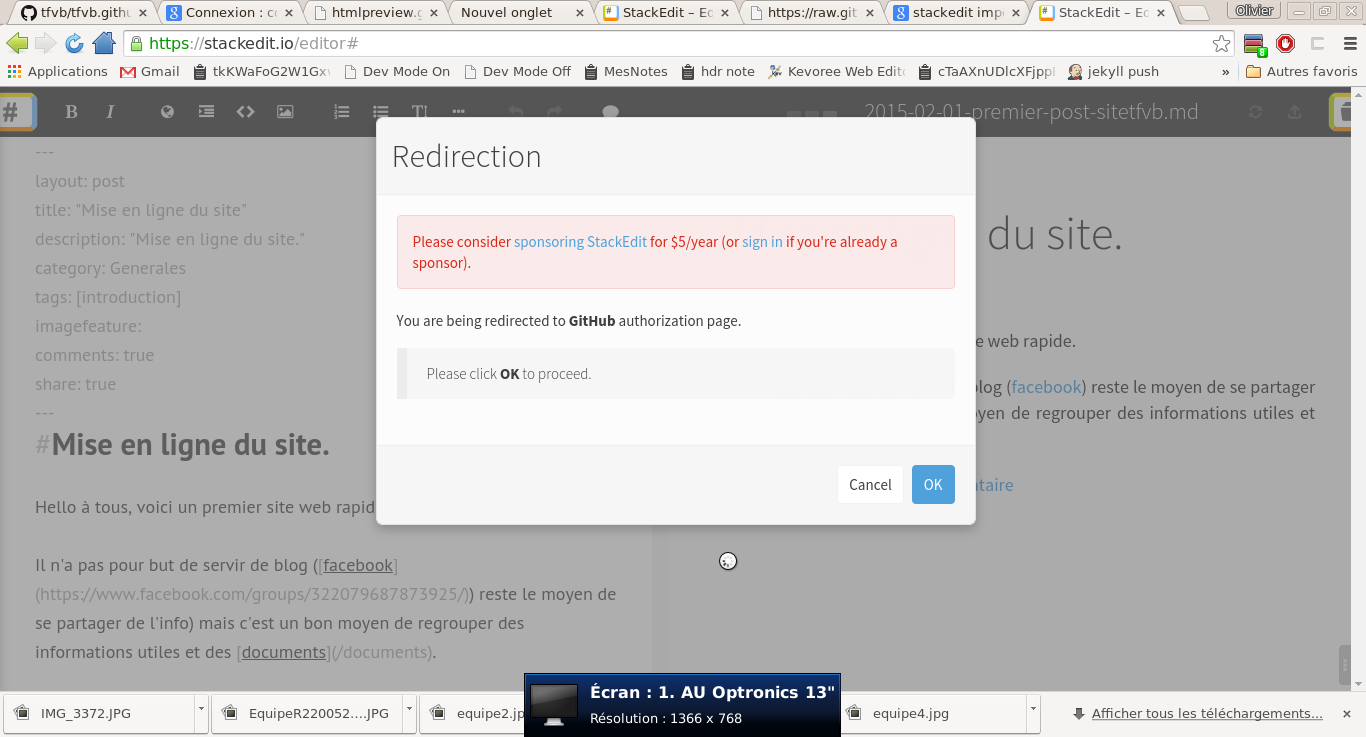 tfvb/tfvb.githu
Connexion : co
htmlpreview.g
Nouvel onglet
StackEdit – Ed
https://raw.git
stackedit impo
StackEdit – Ed
Olivier
https://stackedit.io/editor#
8
Applications
Gmail
tkKWaFoG2W1Gxv
Dev Mode On
Dev Mode Off
MesNotes
hdr note
Kevoree Web Edito
cTaAXnUDlcXFjpp
jekyll push
»
Autres favoris
#
B
I
2015-02-01-premier-post-sitetfvb.md
---
layout: post
title: "Mise en ligne du site"
description: "Mise en ligne du site."
category: Generales
tags: [introduction]
imagefeature:
comments: true
share: true
---
#Mise en ligne du site.
Hello à tous, voici un premier site web rapid
Il n'a pas pour but de servir de blog ([facebook]
(https://www.facebook.com/groups/322079687873925/)) reste le moyen de
se partager de l'info) mais c'est un bon moyen de regrouper des
informations utiles et des [documents](/documents).
Redirection
Please consider sponsoring StackEdit for $5/year (or sign in if you're already a
sponsor).
You are being redirected to GitHub authorization page.
Please click OK to proceed.
Cancel
OK
du site.
e web rapide.
log (facebook) reste le moyen de se partager
yen de regrouper des informations utiles et
ntaire
IMG_3372.JPG
EquipeR220052....JPG
equipe2.jp
equipe4.jpg
Afficher tous les téléchargements...
Écran : 1. AU Optronics 13"
Résolution : 1366 x 768